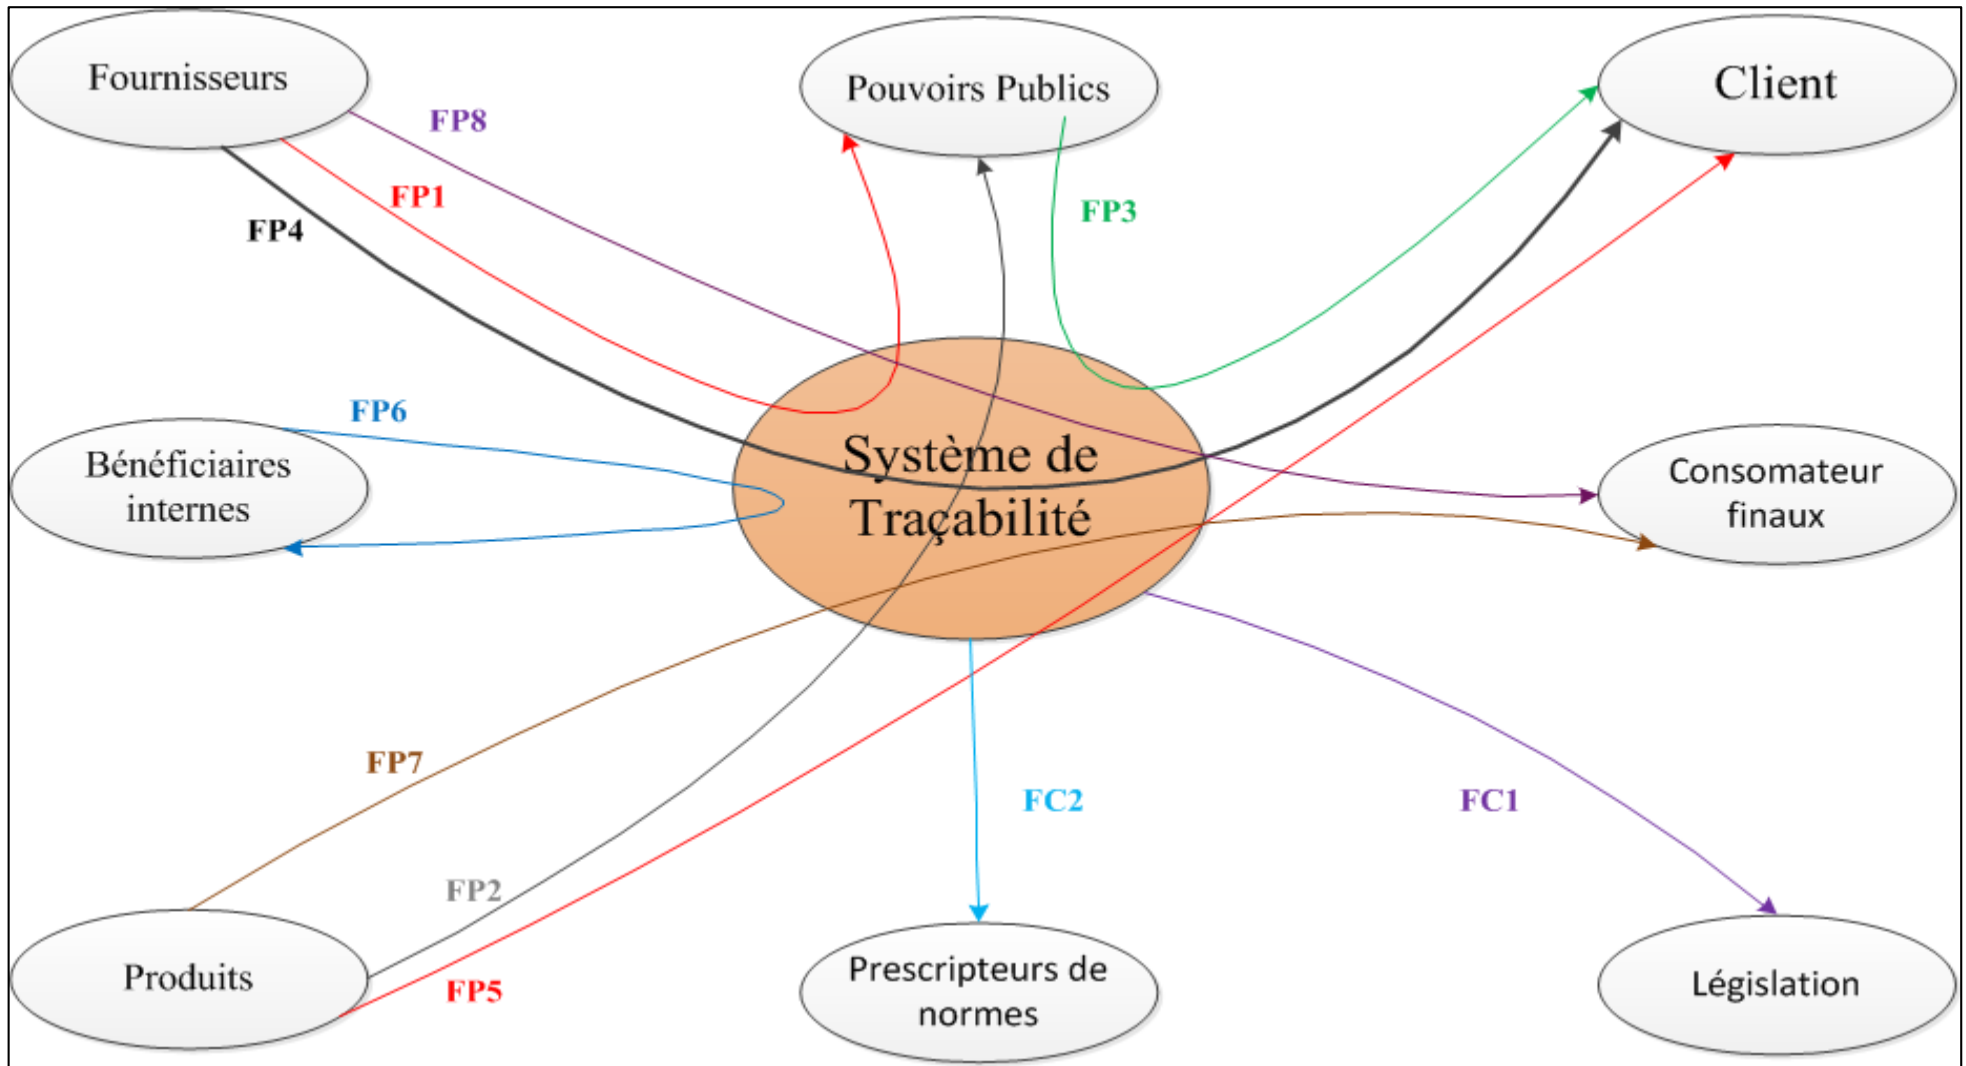 Fournisseurs
Pouvoirs Publics
Client
FP8
FP1
FP4
FP3
FP6
Bénéficiaires
internes
Système de
Traçabilité
Consomateur
finaux
FP7
FC2
FC1
FP2
FP5
Produits
Prescripteurs de
normes
Législation